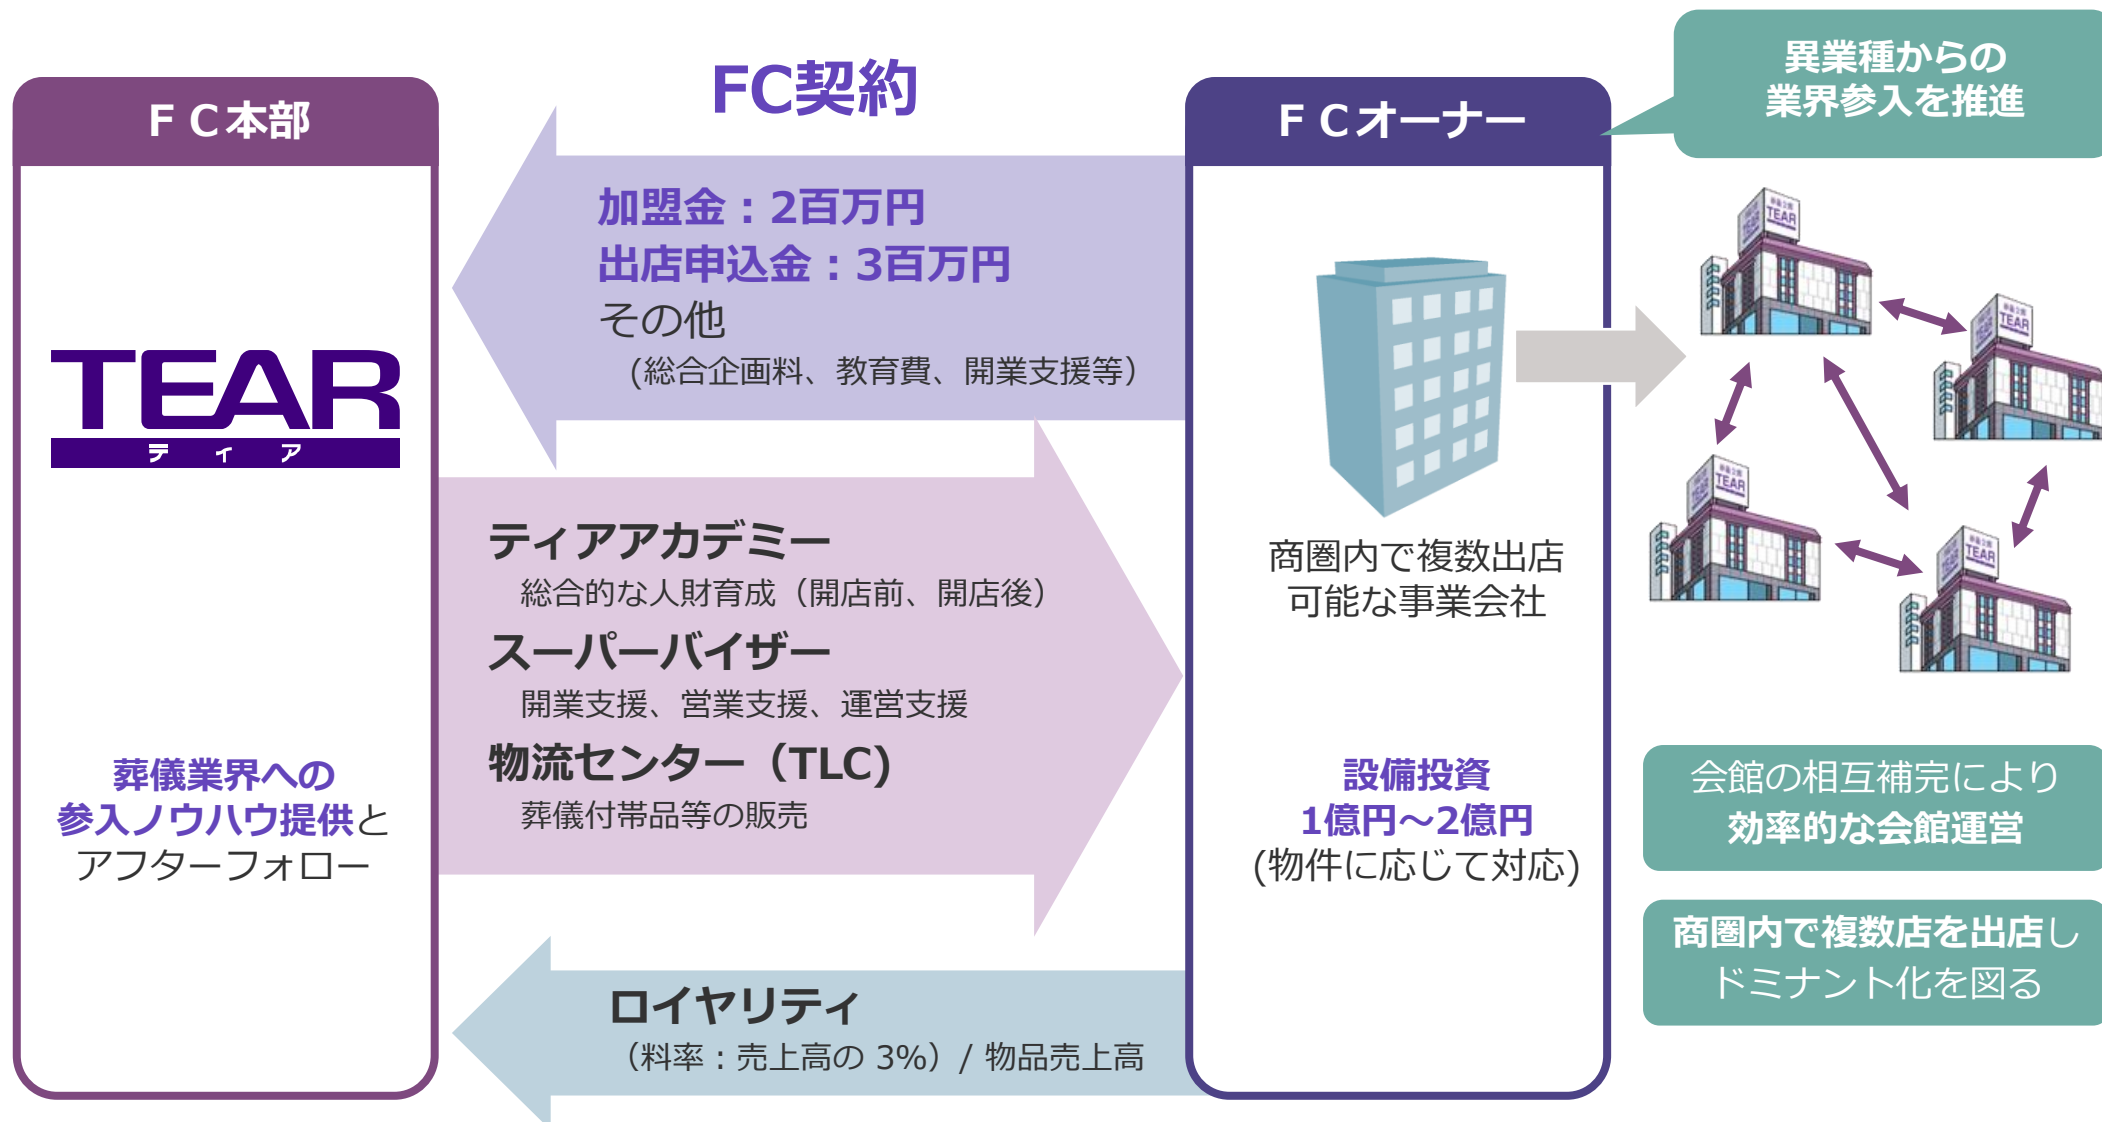 FC本部
TEAR
ティア
葬儀業界への
参入ノウハウ提供と
アフターフォロー
FC契約
加盟金：2百万円
出店申込金：3百万円
その他
(総合企画料、教育費、開業支援等）
ティアアカデミー
総合的な人財育成（開店前、開店後）
スーパーバイザー
開業支援、営業支援、運営支援
物流センター（TLC)
葬儀付帯品等の販売
ロイヤリティ
（料率：売上高の 3%）/ 物品売上高
FCオーナー
商圏内で複数出店
可能な事業会社
設備投資
1億円～2億円
(物件に応じて対応)
異業種からの
業界参入を推進
TEAR
TEAR
TEAR
TEAR
会館の相互補完により
効率的な会館運営
商圏内で複数店を出店し
ドミナント化を図る